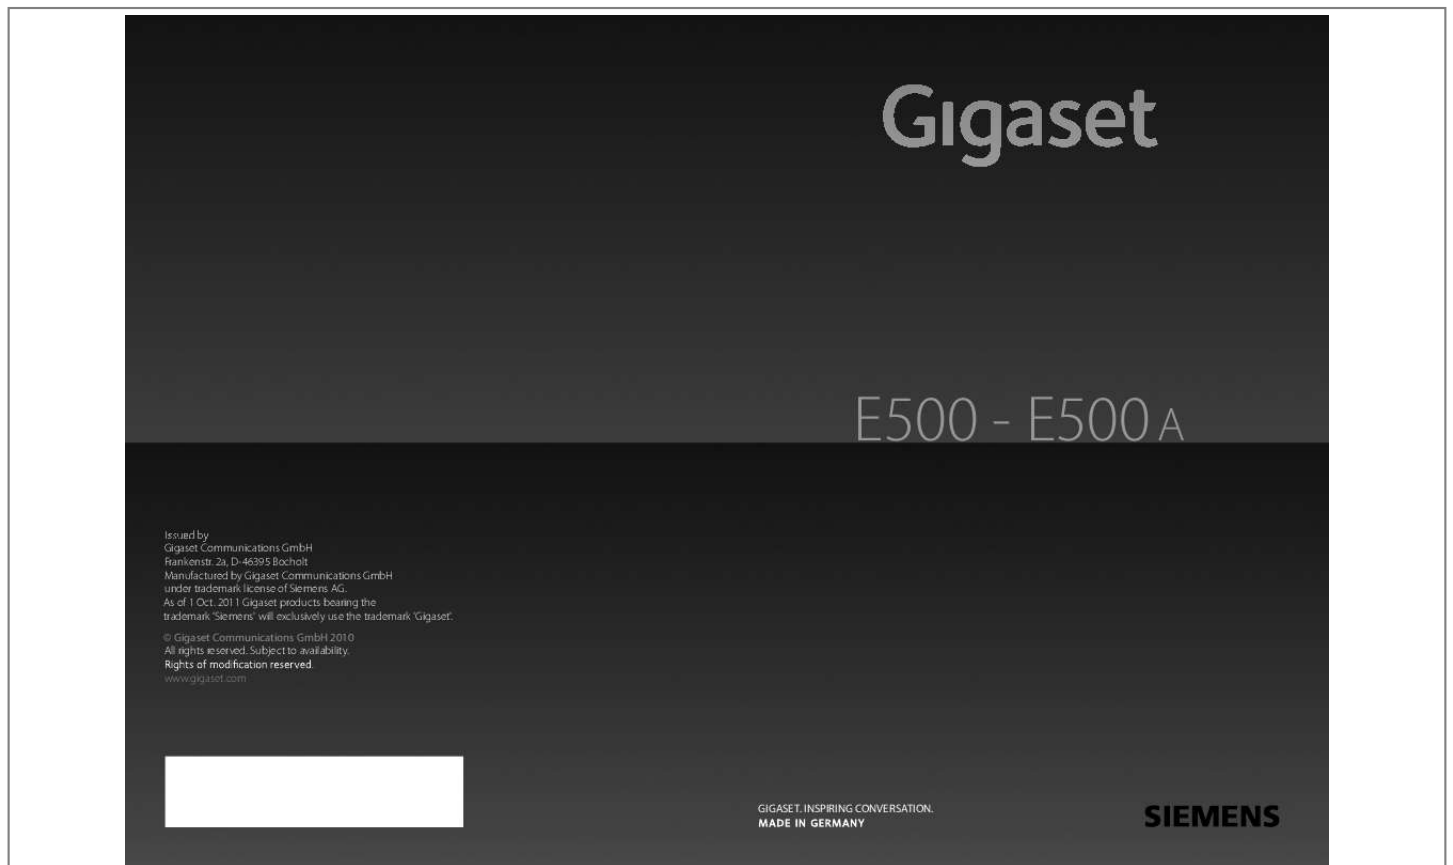 Gigaset
E500 - E500 A
Issued by
Gigaset Communications GmbH
Frankenstr. 2a, D-46395 Bocholt
Manufactured by Gigaset Communications GmbH
under trademark license of Siemens AG.
As of 1 Oct. 2011 Gigaset products bearing the
trademark 'Siemens' will exclusively use the trademark 'Gigaset'.
© Gigaset Communications GmbH 2010
All rights reserved. Subject to availability.
Rights of modification reserved.
www.gigaset.com
GIGASET. INSPIRING CONVERSATION.
MADE IN GERMANY
SIEMENS